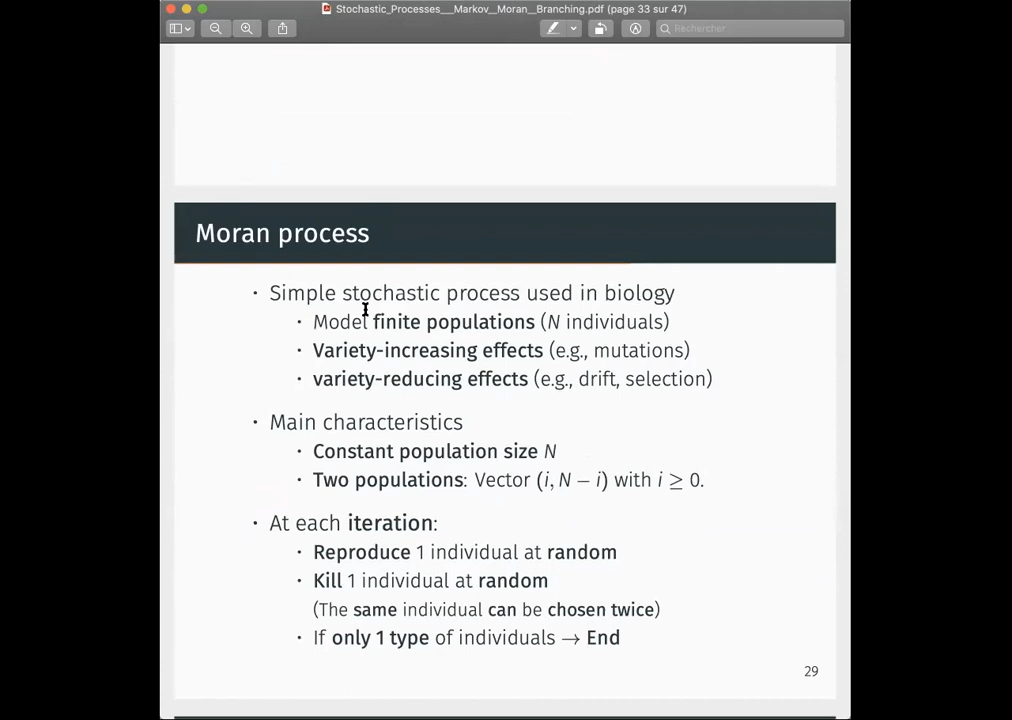 Stochastic_Processes__Markov__Moran__Branching.pdf (page 33 sur 47)
Rechercher
Moran process
· Simple stochastic process used in biology
· Model finite populations (N individuals)
· Variety-increasing effects (e.g., mutations)
· variety-reducing effects (e.g., drift, selection)
· Main characteristics
· Constant population size N
· Two populations: Vector (i, N − i) with i ≥ 0.
· At each iteration:
· Reproduce 1 individual at random
· Kill 1 individual at random
(The same individual can be chosen twice)
· If only 1 type of individuals → End
29